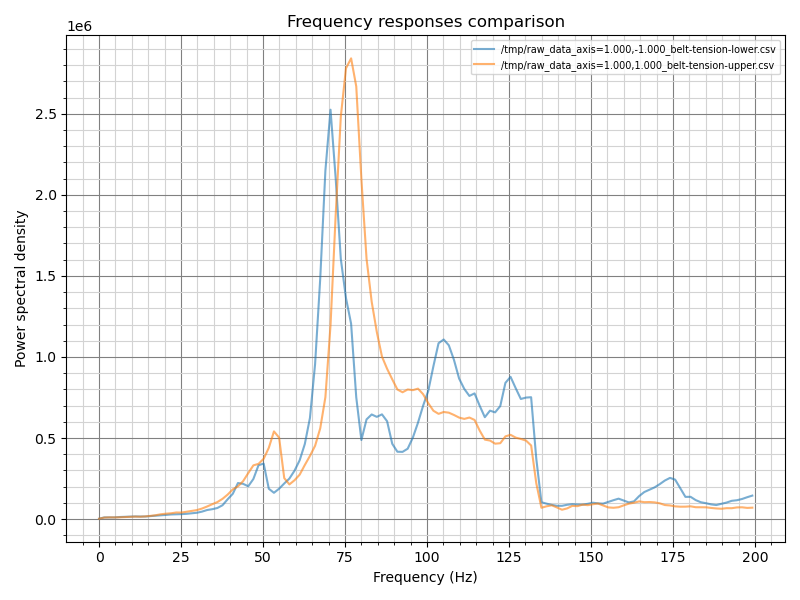 Frequency responses comparison
1e6
/tmp/raw_data_axis=1.000,-1.000_belt-tension-lower.csv
/tmp/raw_data_axis=1.000,1.000_belt-tension-upper.csv
Power spectral density
2.5
2.0
1.5
1.0
0.5
0.0
0 25 50 75 100 125 150 175 200
Frequency (Hz)